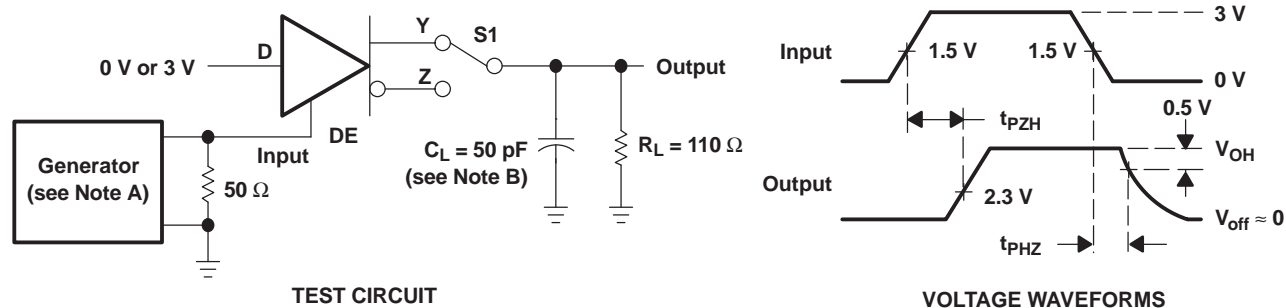 0 V or 3 V
D
Y
S1
Z
Output
DE
Input
Generator
(see Note A)
50 Ω
C_L = 50 pF
(see Note B)
R_L = 110 Ω
TEST CIRCUIT
Input
3 V
1.5 V
1.5 V
0 V
0.5 V
t_PZH
V_OH
Output
2.3 V
V_off ≈ 0
t_PHZ
VOLTAGE WAVEFORMS